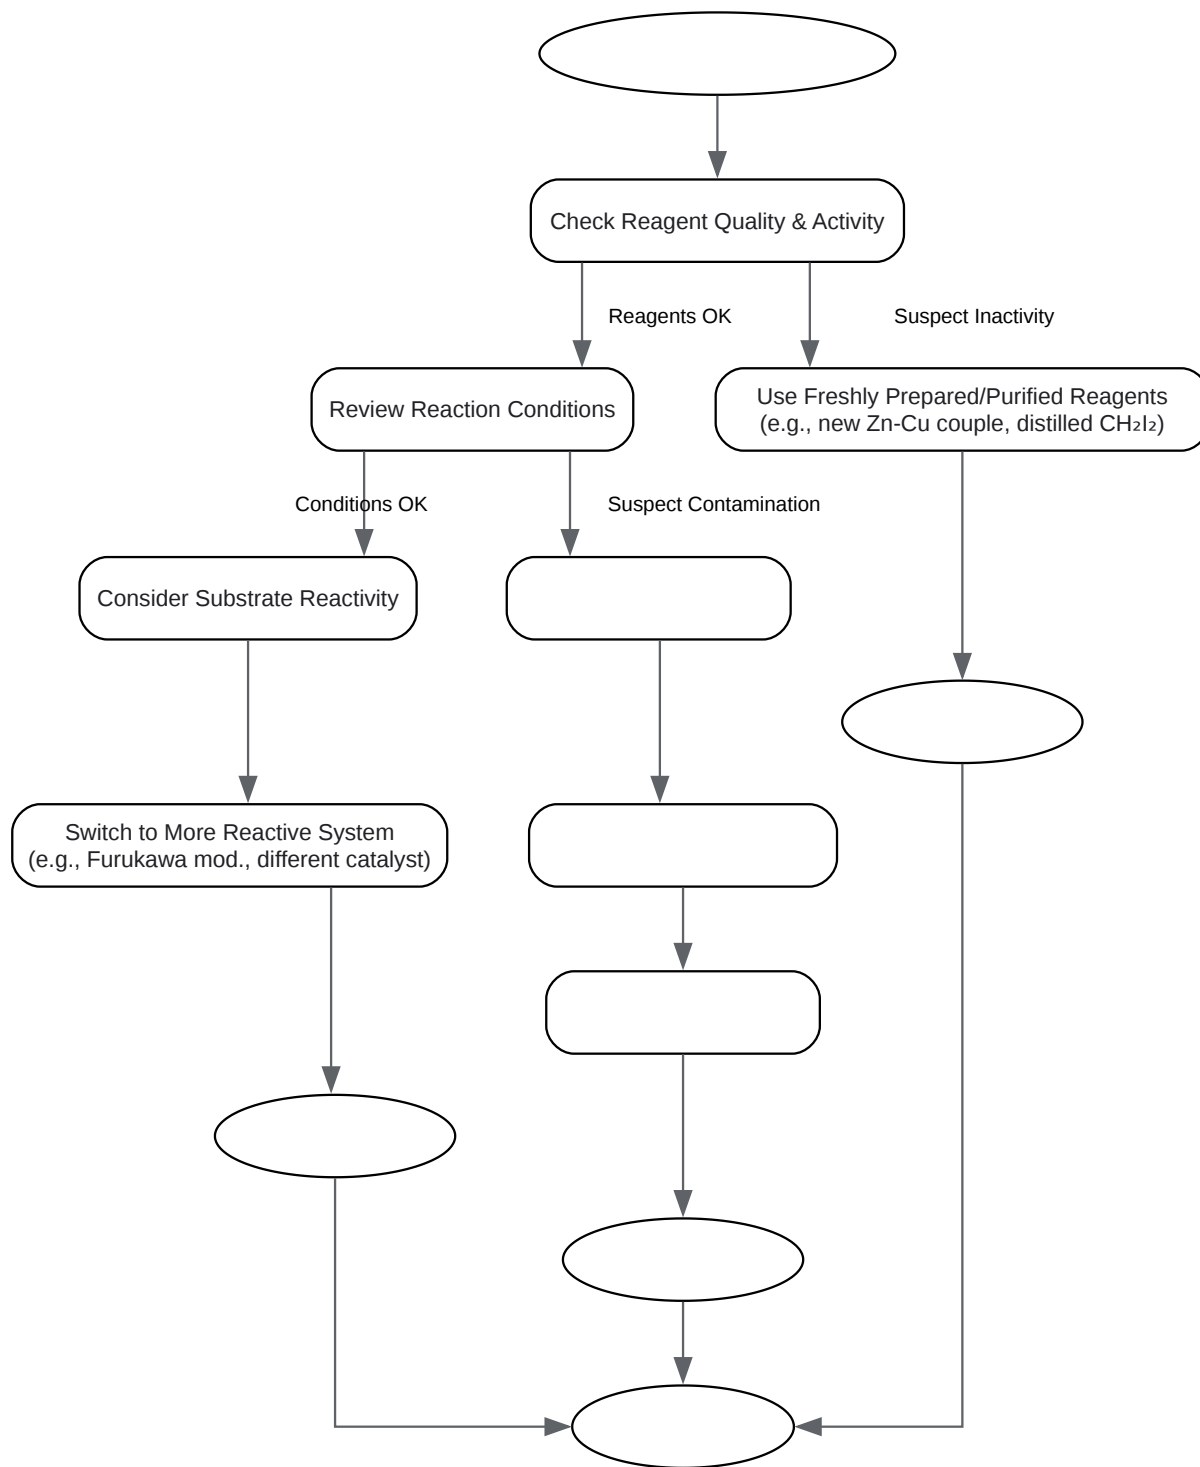 Check Reagent Quality & Activity
Reagents OK
Suspect Inactivity
Review Reaction Conditions
Use Freshly Prepared/Purified Reagents
(e.g., new Zn-Cu couple, distilled CH₂I₂)
Conditions OK
Suspect Contamination
Consider Substrate Reactivity
Switch to More Reactive System
(e.g., Furukawa mod., different catalyst)